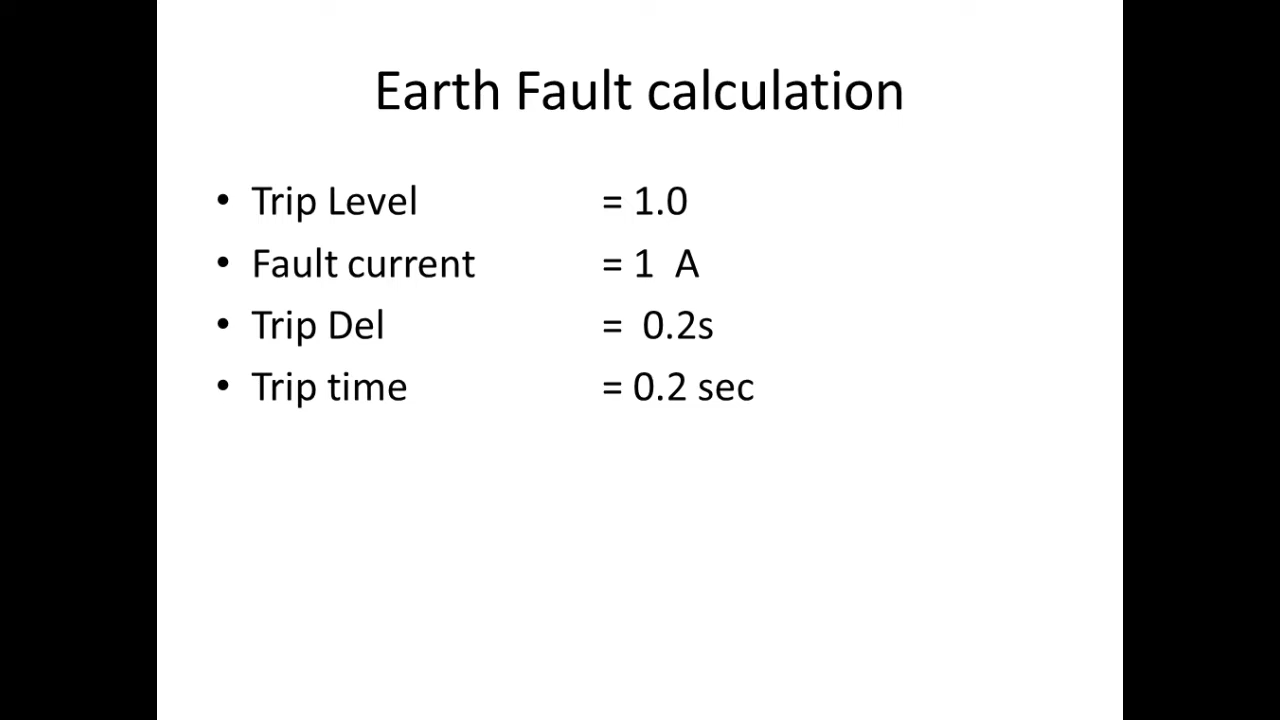 Earth Fault calculation
• Trip Level = 1.0
• Fault current = 1 A
• Trip Del = 0.2s
• Trip time = 0.2 sec